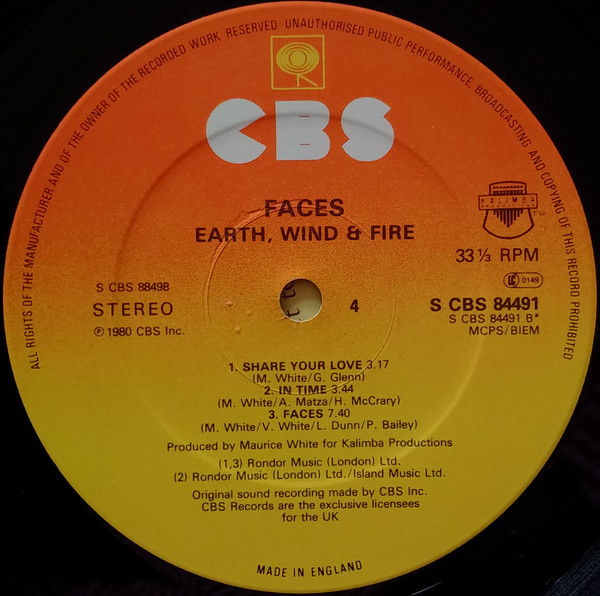 ALL RIGHTS OF THE MANUFACTURER AND OF THE OWNER OF THE RECORDED WORK RESERVED UNAUTHORISED PUBLIC PERFORMANCE, BROADCASTING AND COPYING OF THIS RECORD PROHIBITED
CBS
FACES
EARTH, WIND & FIRE
KALIMBA
PRODUCTIONS
TM
33⅓ RPM
LC 0149
S CBS 88498
STEREO
℗ 1980 CBS Inc.
4
S CBS 84491
S CBS 84491 B*
MCPS/BIEM
1. SHARE YOUR LOVE 3.17
(M. White/G. Glenn)
2. IN TIME 3.44
(M. White/A. Matza/H. McCrary)
3. FACES 7.40
(M. White/V. White/L. Dunn/P. Bailey)
Produced by Maurice White for Kalimba Productions
(1,3) Rondor Music (London) Ltd.
(2) Rondor Music (London) Ltd./Island Music Ltd.
Original sound recording made by CBS Inc.
CBS Records are the exclusive licensees
for the UK
MADE IN ENGLAND